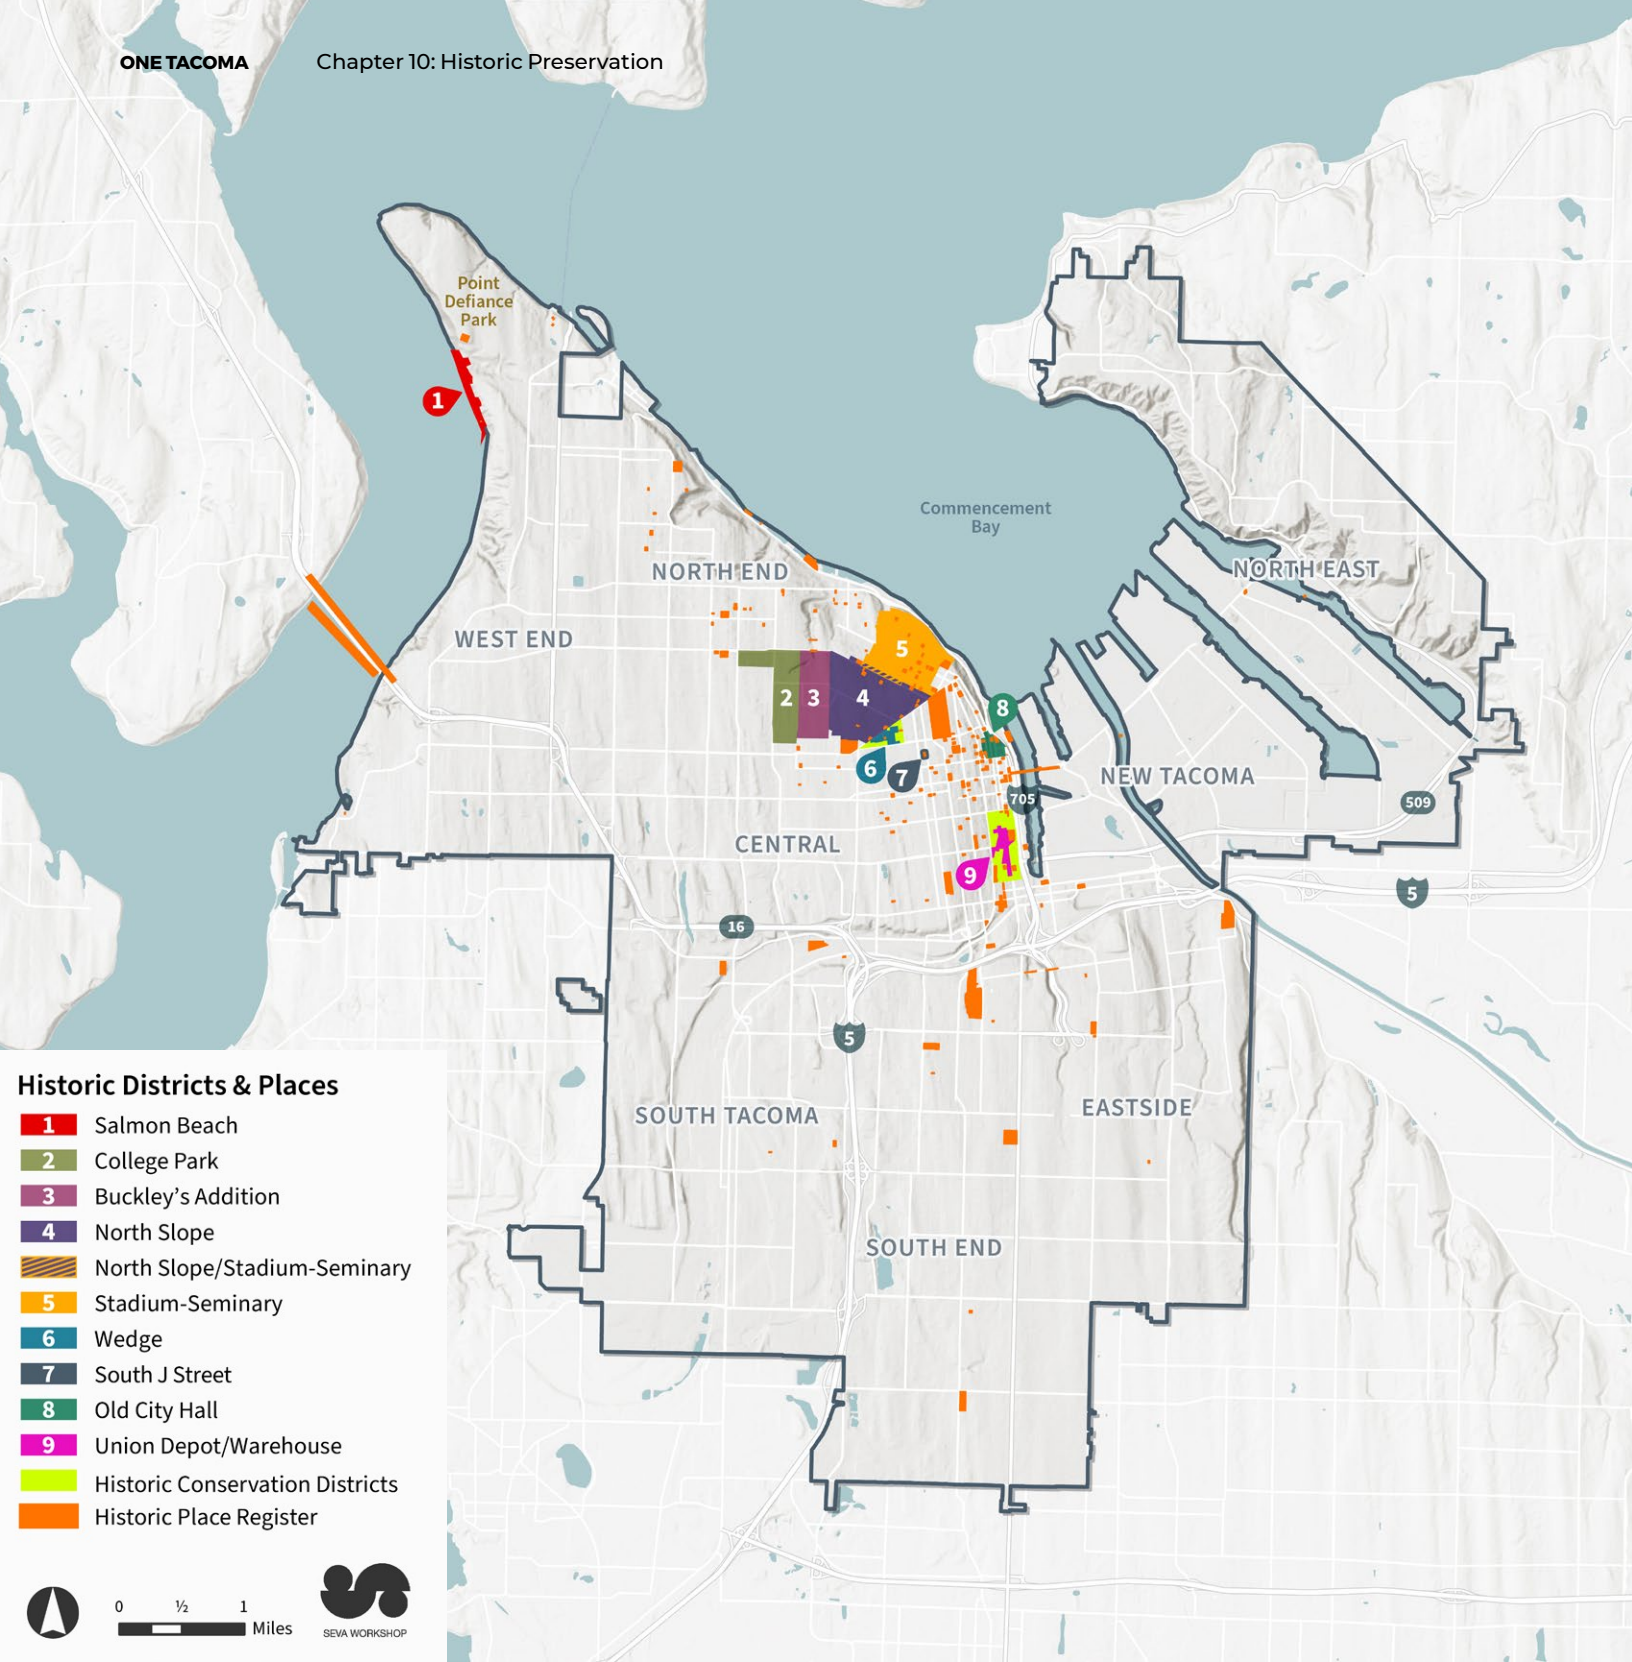 ONE TACOMA
Chapter 10: Historic Preservation
Point
Defiance
Park
1
Commencement
Bay
NORTH END
NORTH EAST
WEST END
5
2
3
4
8
6
7
NEW TACOMA
705
509
CENTRAL
9
5
16
5
SOUTH TACOMA
EASTSIDE
SOUTH END
Historic Districts & Places
1 Salmon Beach
2 College Park
3 Buckley’s Addition
4 North Slope
North Slope/Stadium-Seminary
5 Stadium-Seminary
6 Wedge
7 South J Street
8 Old City Hall
9 Union Depot/Warehouse
Historic Conservation Districts
Historic Place Register
0 ½ 1
Miles
SEVA WORKSHOP